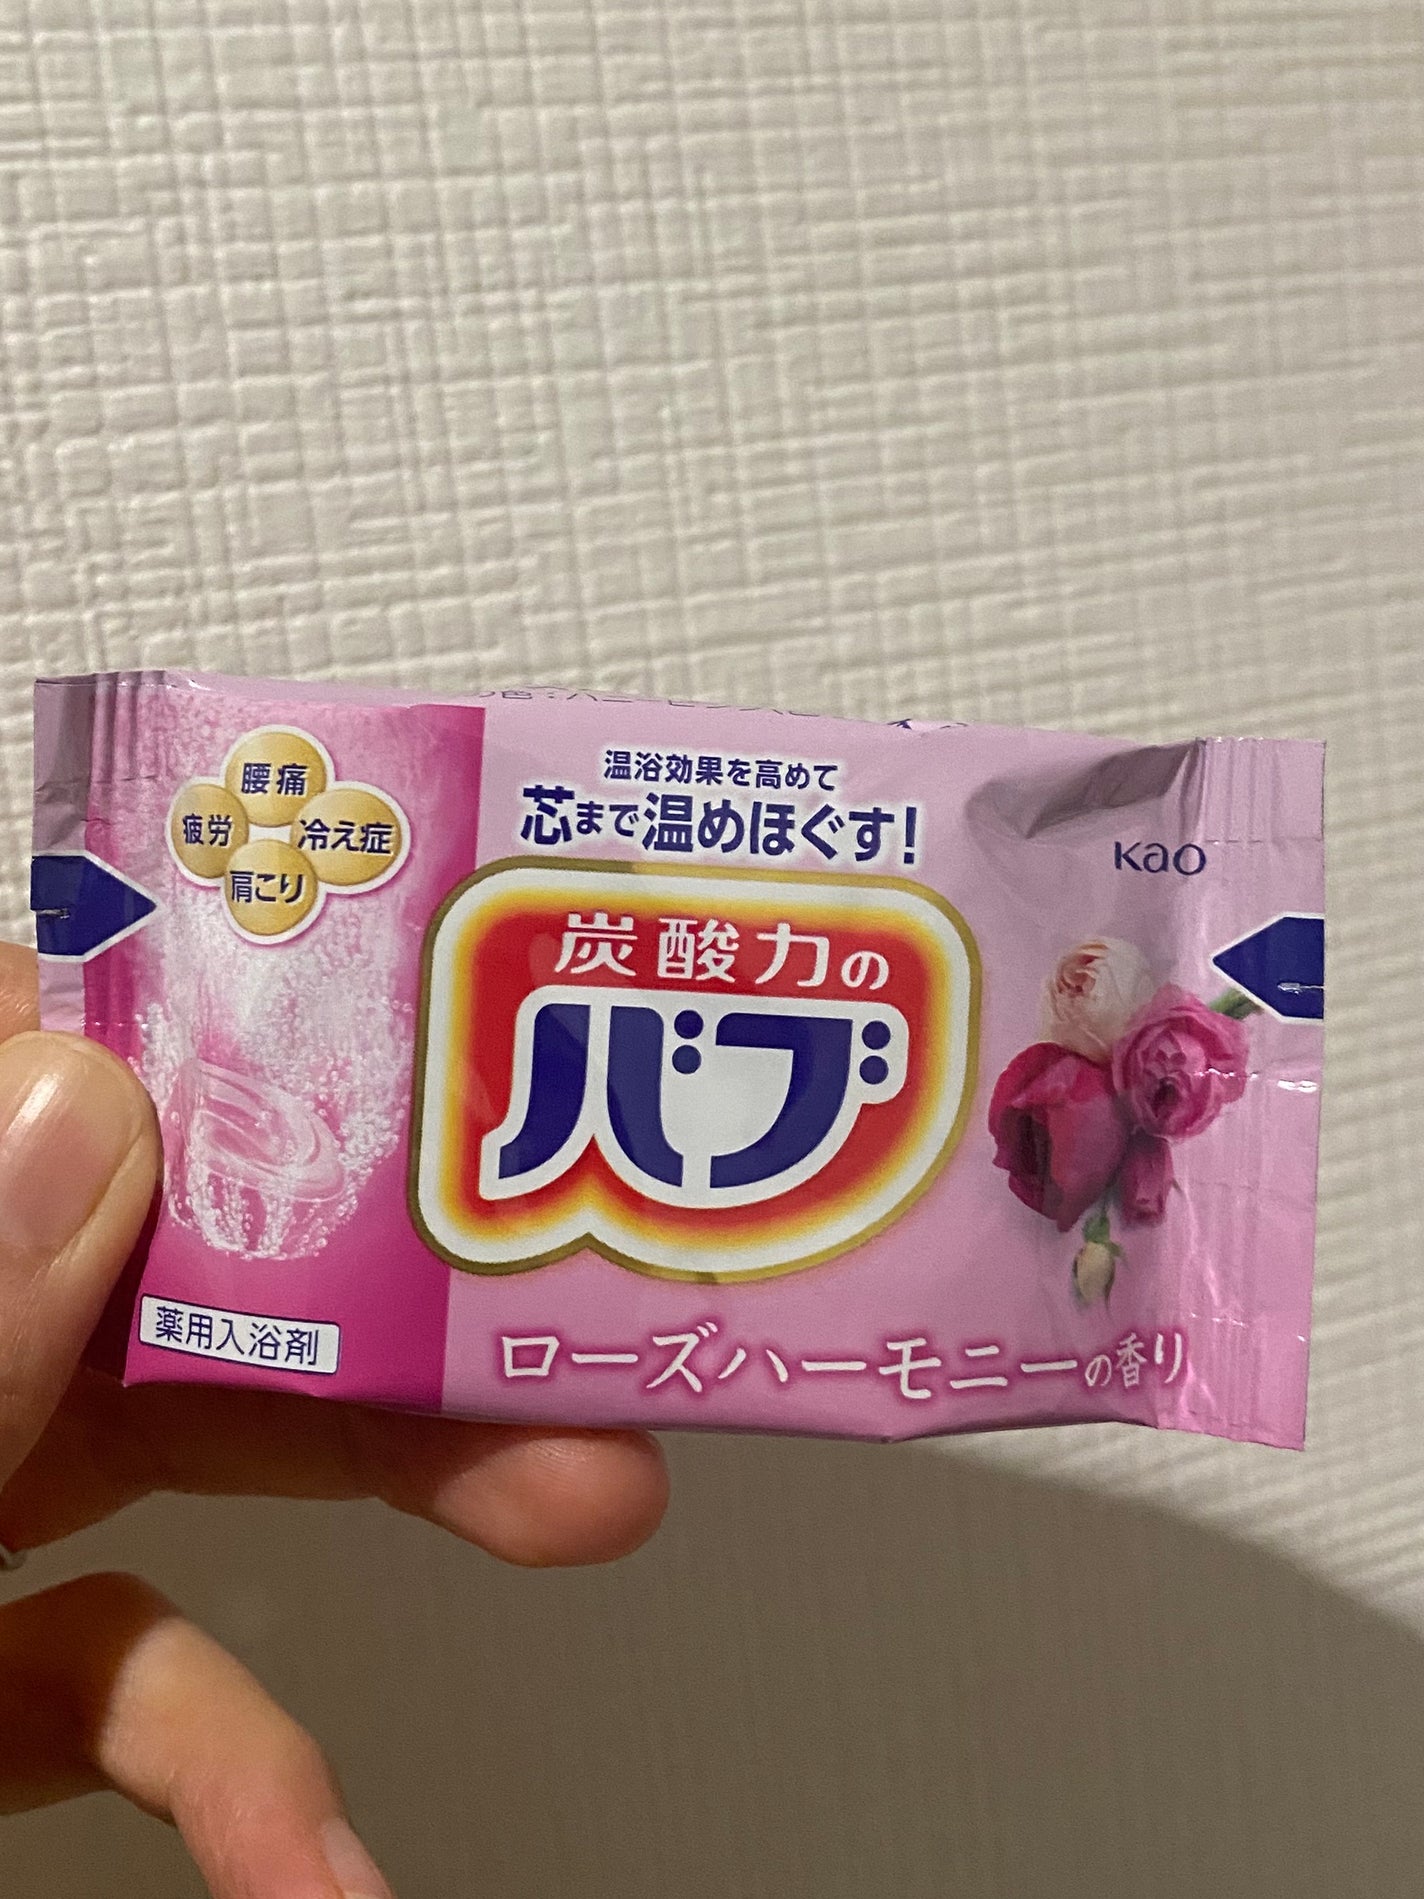 腰痛
疲労
冷え症
肩こり
温浴効果を高めて
芯まで温めほぐす!
Kao
炭酸力の
バブ
薬用入浴剤
ローズハーモニーの香り